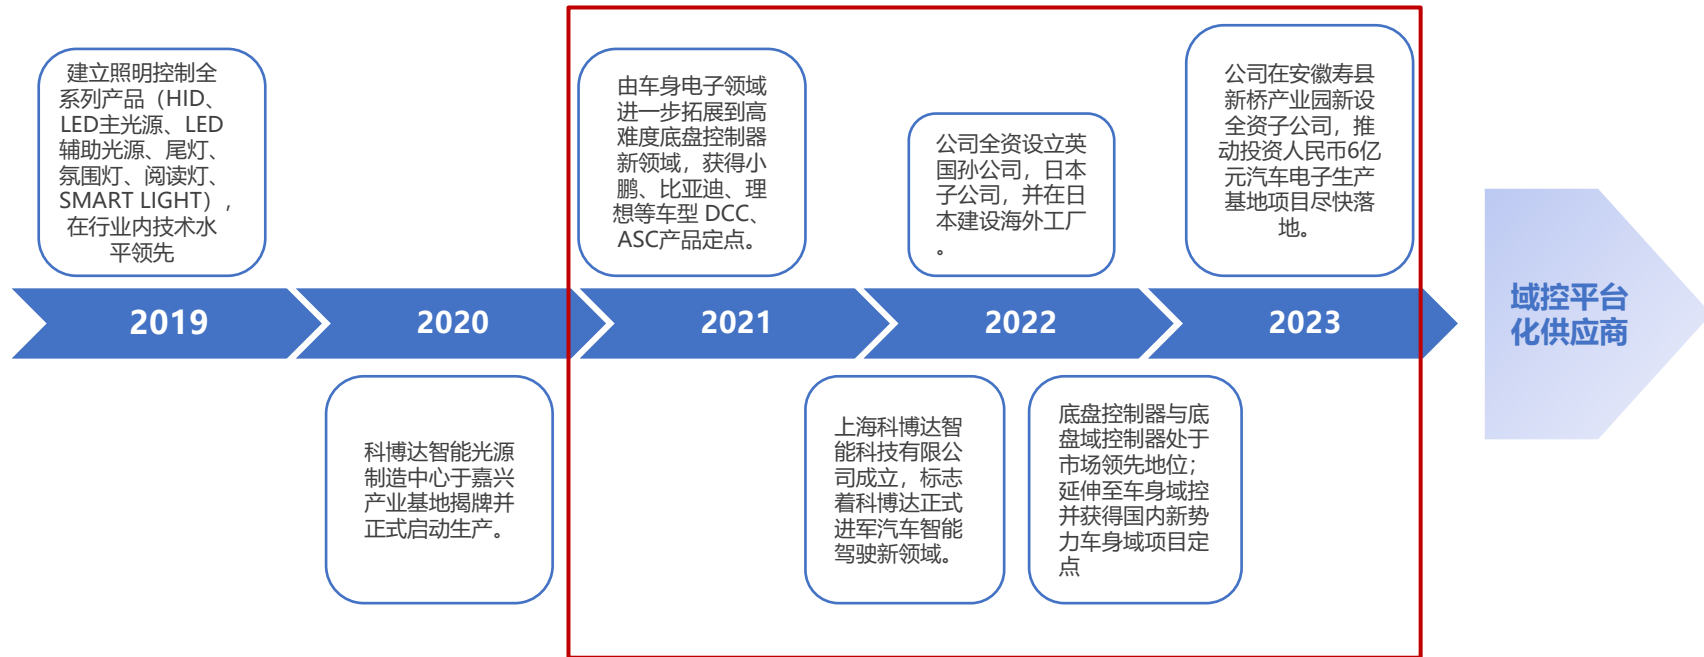 建立照明控制全
系列产品（HID、
LED主光源、LED
辅助光源、尾灯、
氛围灯、阅读灯、
SMART LIGHT），
在行业内技术水
平领先
由车身电子领域
进一步拓展到高
难度底盘控制器
新领域，获得小
鹏、比亚迪、理
想等车型 DCC、
ASC产品定点。
公司全资设立英
国孙公司，日本
子公司，并在日
本建设海外工厂
。
公司在安徽寿县
新桥产业园新设
全资子公司，推
动投资人民币6亿
元汽车电子生产
基地项目尽快落
地。
2019
2020
2021
2022
2023
域控平台
化供应商
科博达智能光源
制造中心于嘉兴
产业基地揭牌并
正式启动生产。
上海科博达智
能科技有限公
司成立，标志
着科博达正式
进军汽车智能
驾驶新领域。
底盘控制器与底
盘域控制器处于
市场领先地位；
延伸至车身域控
并获得国内新势
力车身域项目定
点